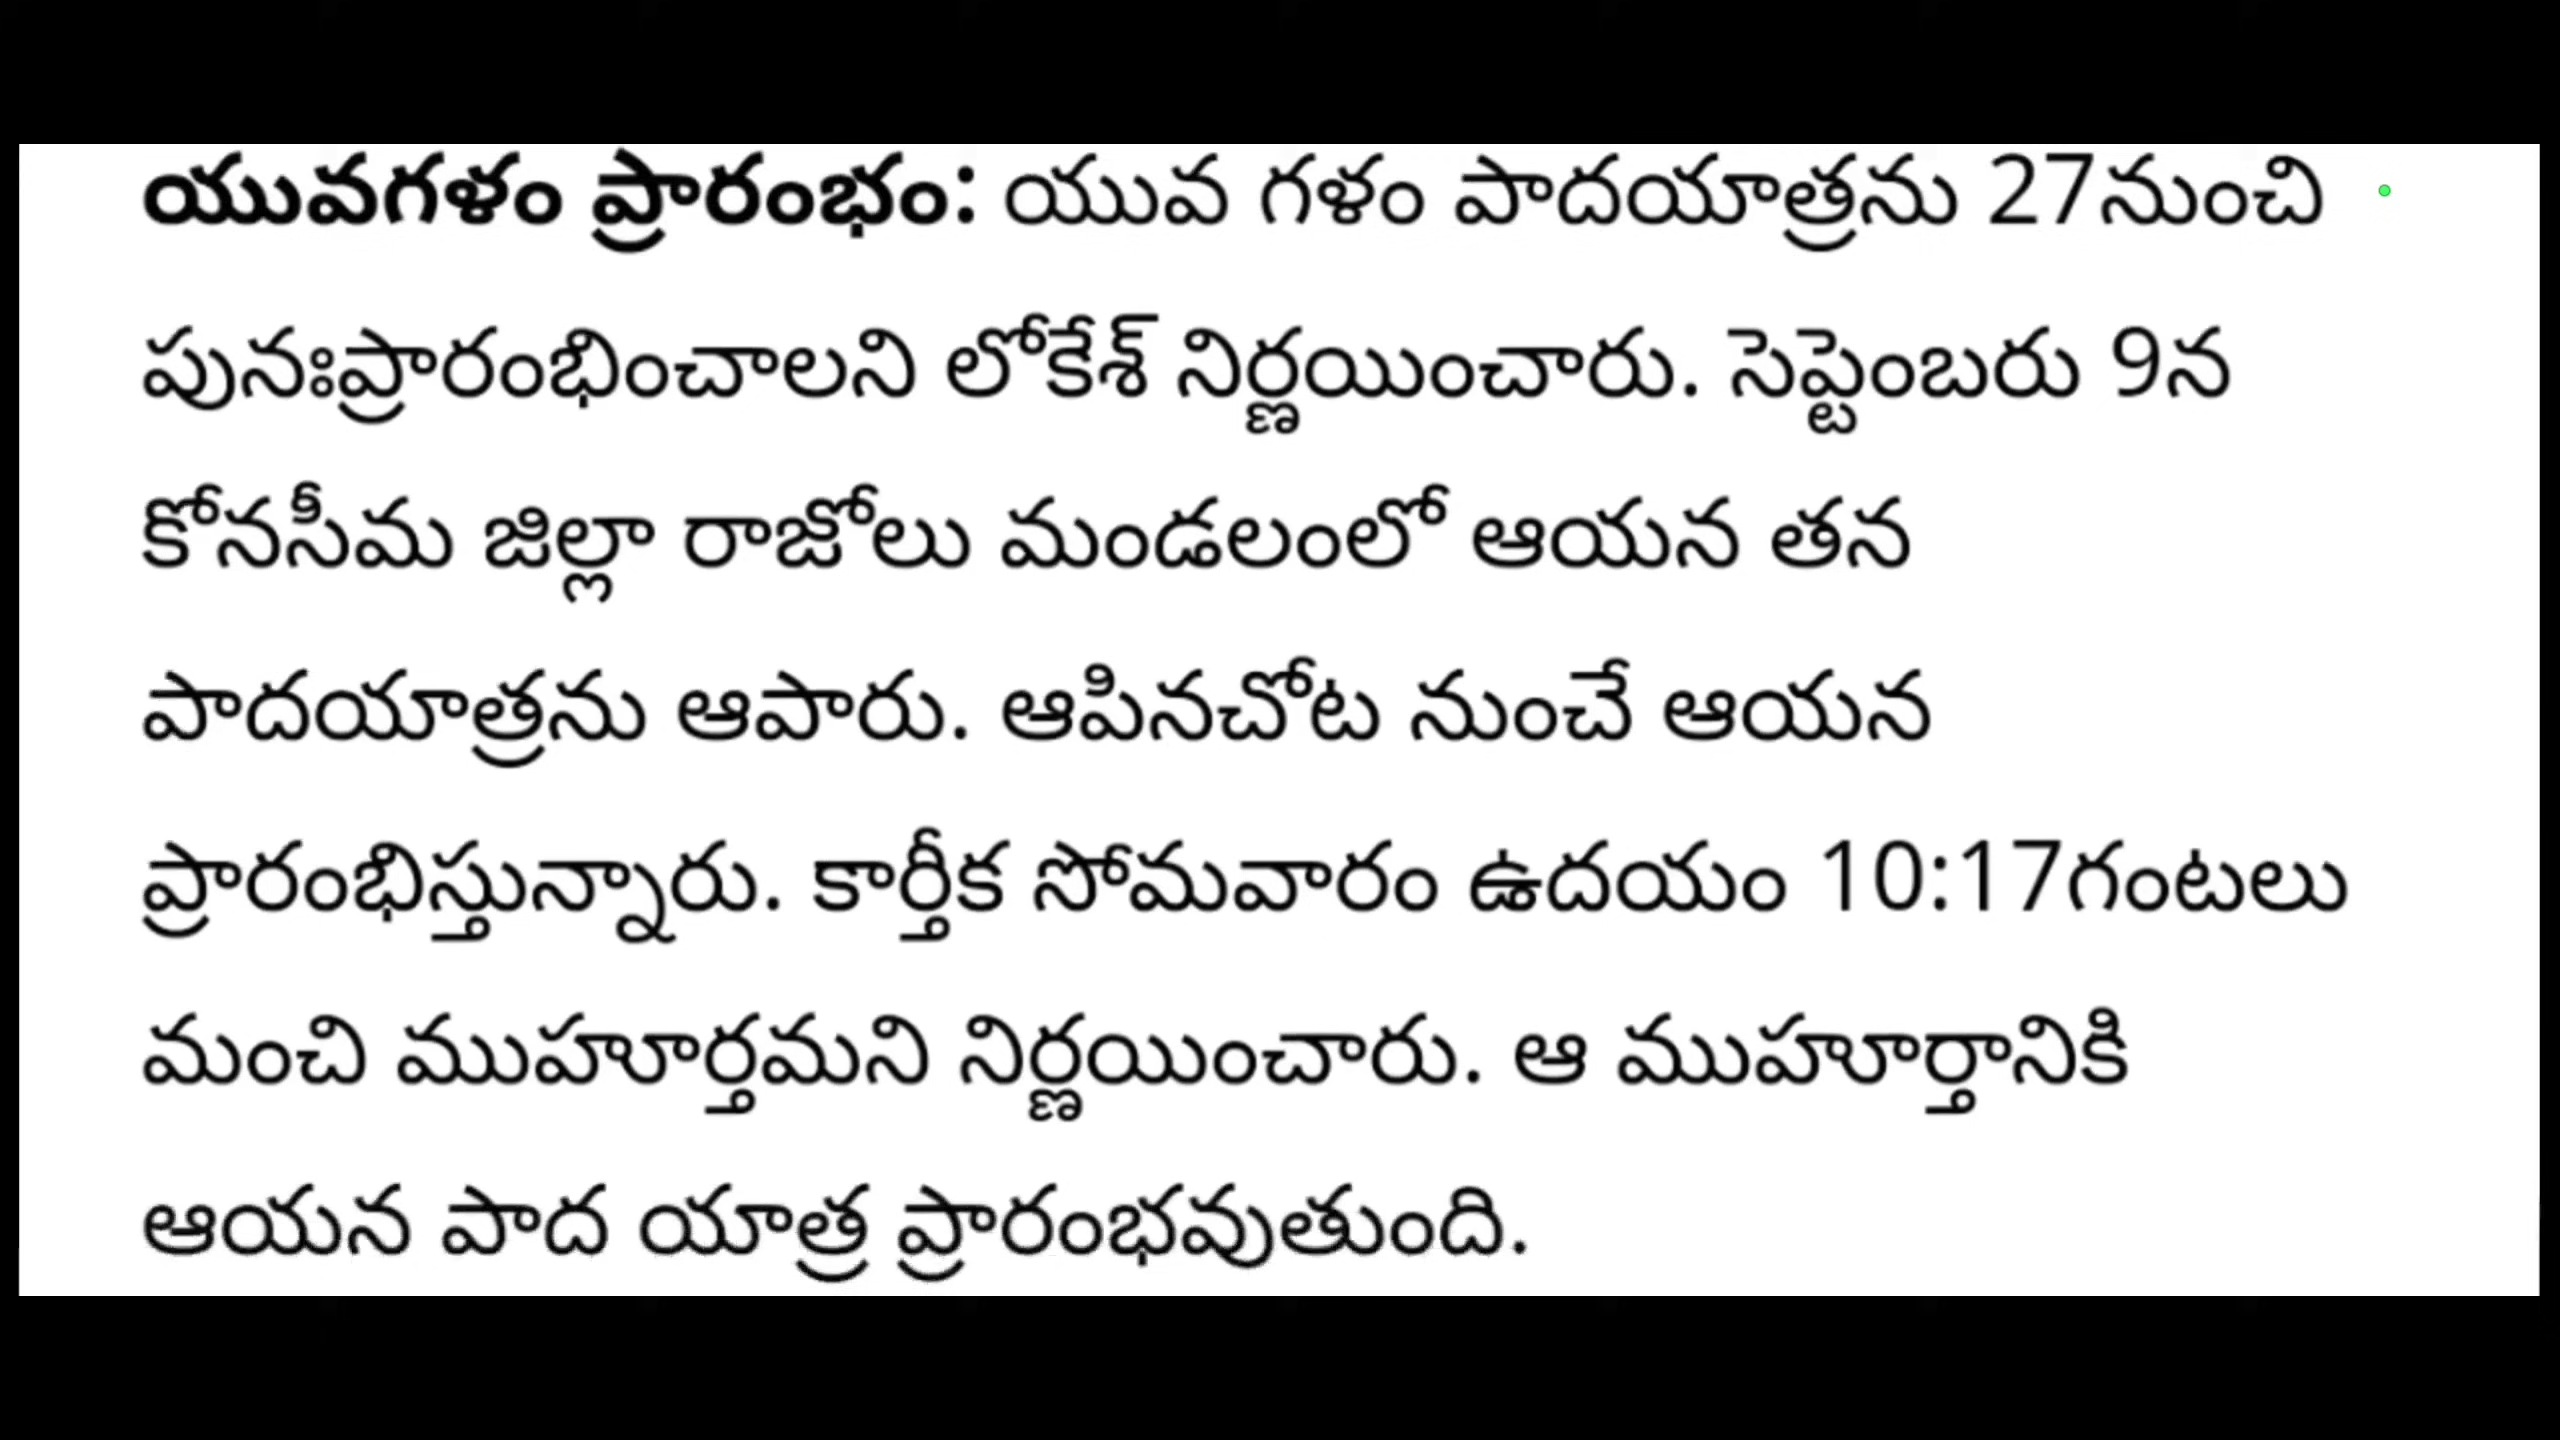 యువగళం ప్రారంభం: యువ గళం పాదయాత్రను 27నుంచి
పునఃప్రారంభించాలని లోకేశ్ నిర్ణయించారు. సెప్టెంబరు 9న
కోనసీమ జిల్లా రాజోలు మండలంలో ఆయన తన
పాదయాత్రను ఆపారు. ఆపినచోట నుంచే ఆయన
ప్రారంభిస్తున్నారు. కార్తీక సోమవారం ఉదయం 10:17గంటలు
మంచి ముహూర్తమని నిర్ణయించారు. ఆ ముహూర్తానికి
ఆయన పాద యాత్ర ప్రారంభవుతుంది.